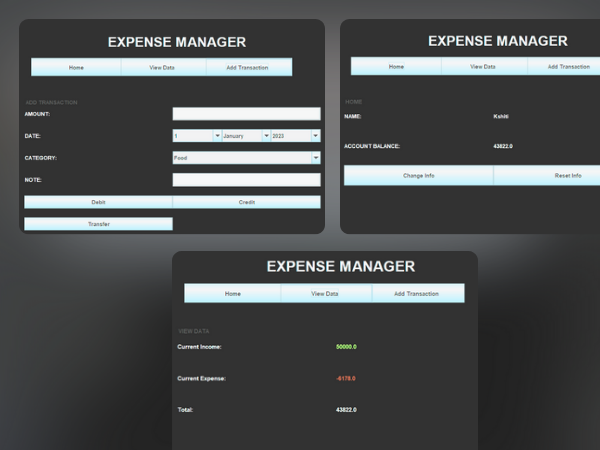 EXPENSE MANAGER
Home View Data Add Transaction
ADD TRANSACTION
AMOUNT:
DATE: 1 January 2023
CATEGORY: Food
NOTE:
Debit Credit
Transfer
EXPENSE MANAGER
Home View Data Add Transaction
HOME
NAME: Kshiti
ACCOUNT BALANCE: 43822.0
Change Info Reset Info
EXPENSE MANAGER
Home View Data Add Transaction
VIEW DATA
Current Income: 50000.0
Current Expense: -6178.0
Total: 43822.0